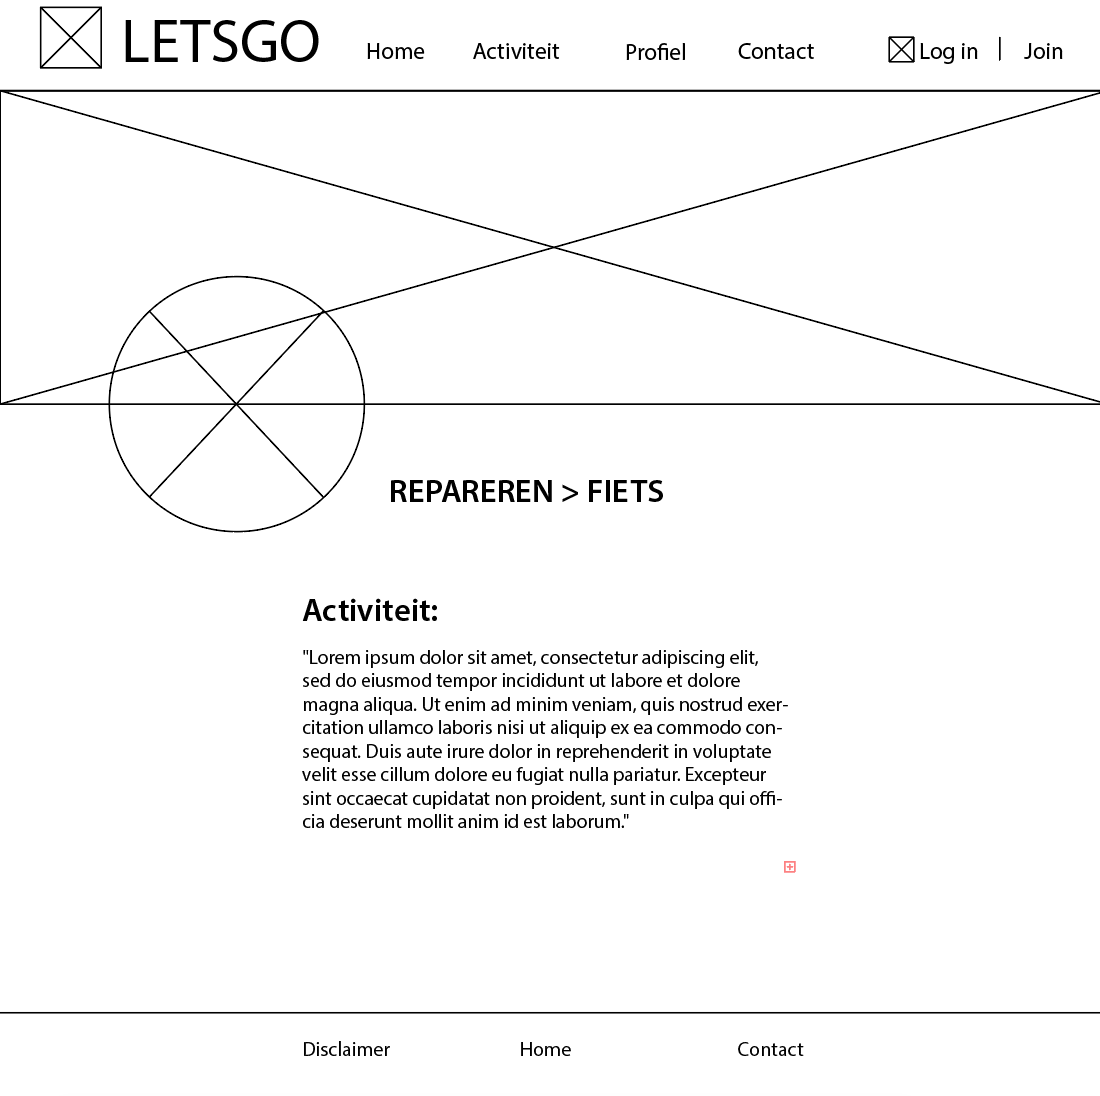 LETSGO
Home Activiteit Profiel Contact Log in | Join
REPAREREN > FIETS
Activiteit:
"Lorem ipsum dolor sit amet, consectetur adipiscing elit,
sed do eiusmod tempor incididunt ut labore et dolore
magna aliqua. Ut enim ad minim veniam, quis nostrud exer-
citation ullamco laboris nisi ut aliquip ex ea commodo con-
sequat. Duis aute irure dolor in reprehenderit in voluptate
velit esse cillum dolore eu fugiat nulla pariatur. Excepteur
sint occaecat cupidatat non proident, sunt in culpa qui offi-
cia deserunt mollit anim id est laborum."
Disclaimer Home Contact